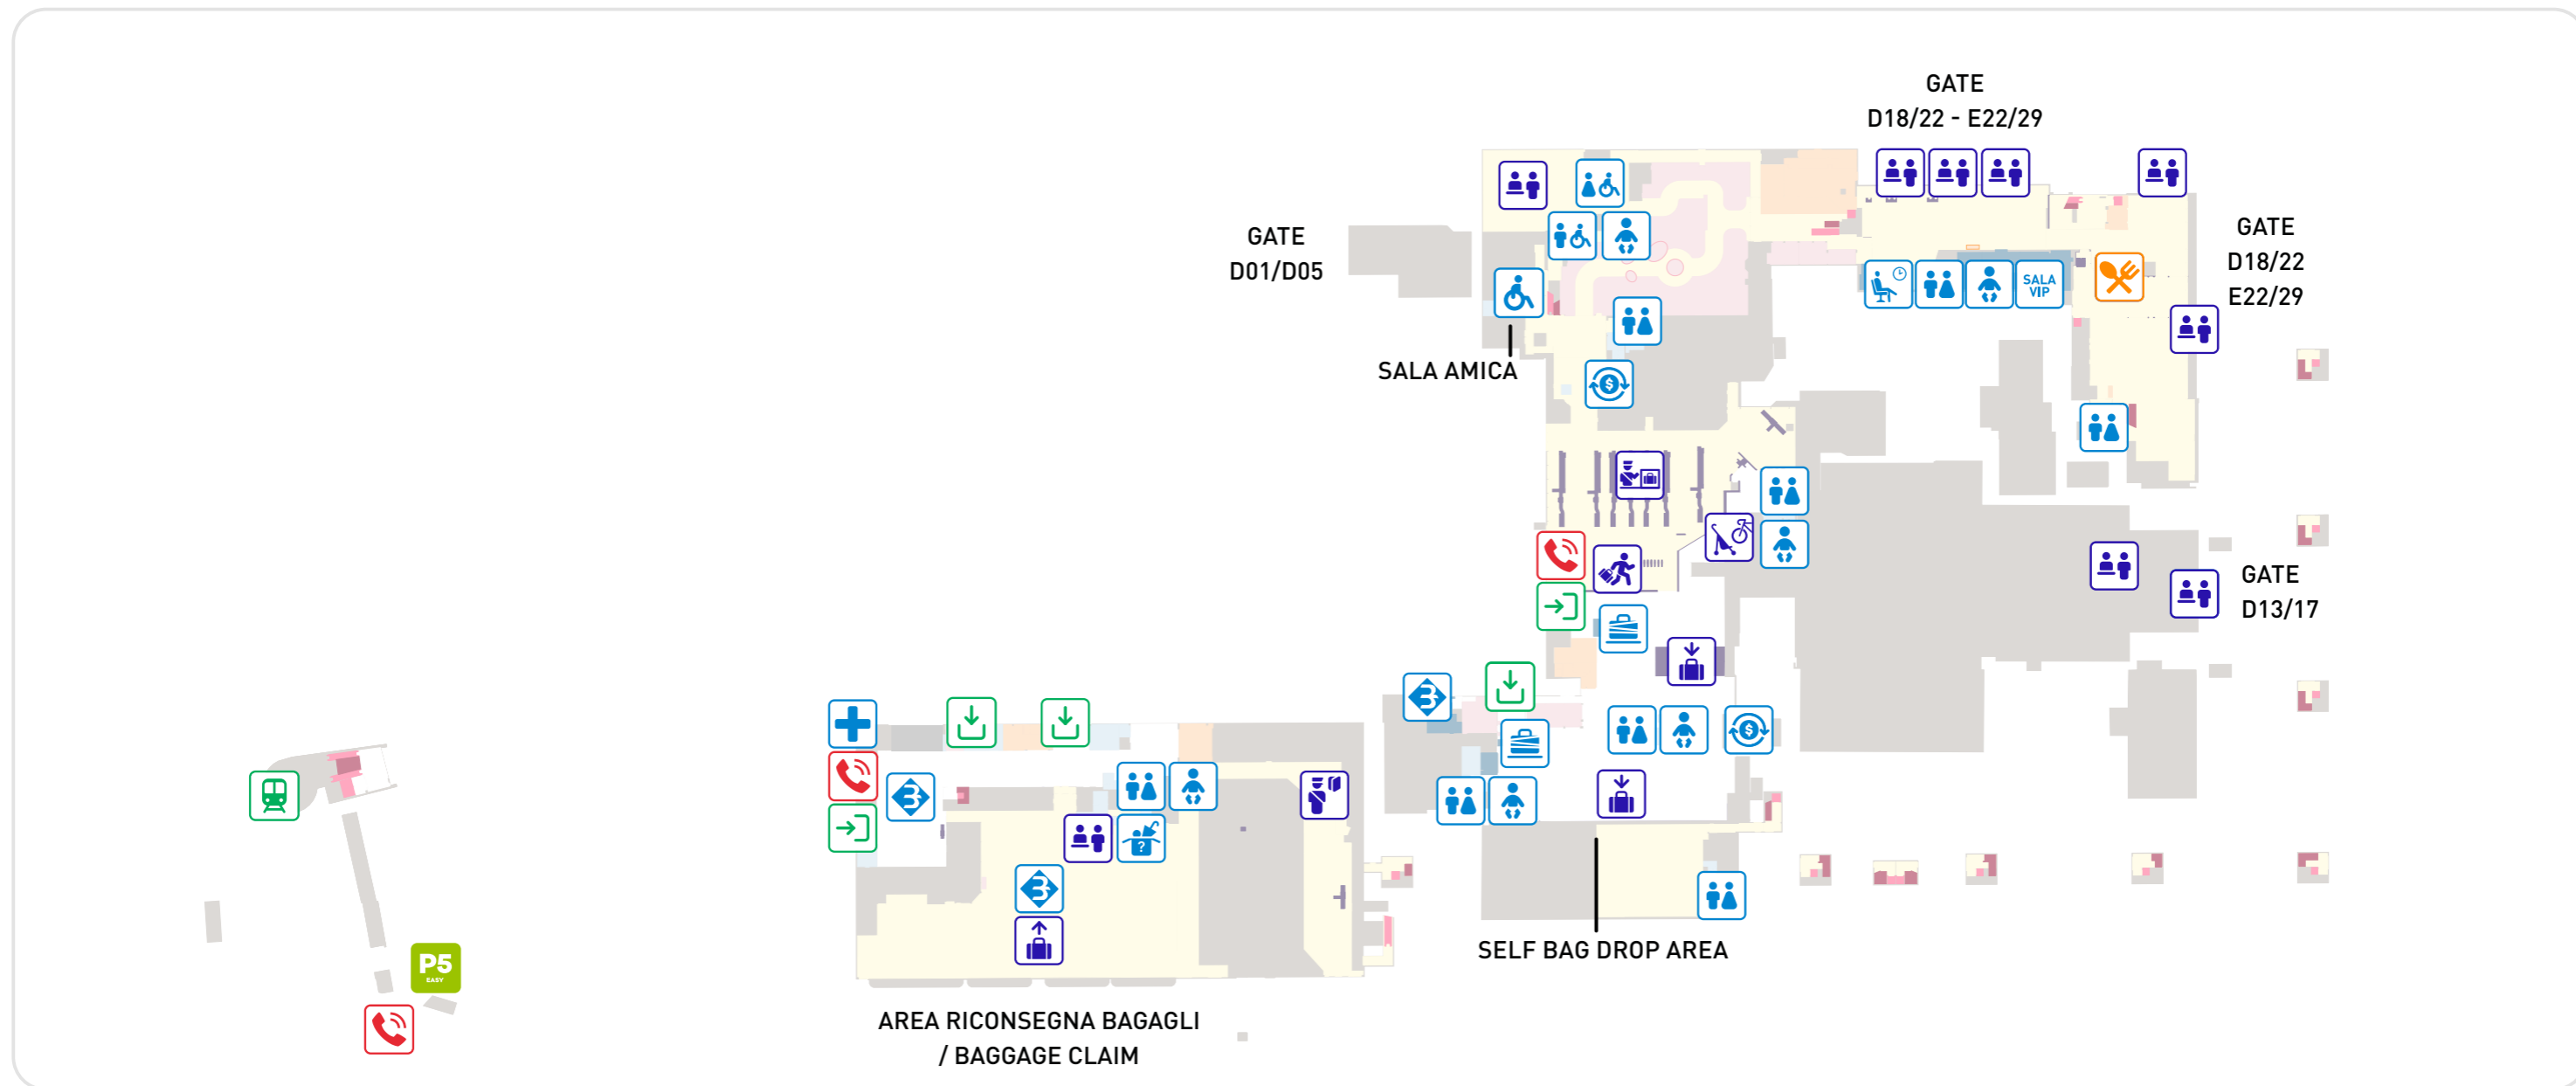 GATE
D18/22 - E22/29
GATE
D01/D05
GATE
D18/22
E22/29
SALA
VIP
SALA AMICA
GATE
D13/17
P5
EASY
SELF BAG DROP AREA
AREA RICONSEGNA BAGAGLI
/ BAGGAGE CLAIM